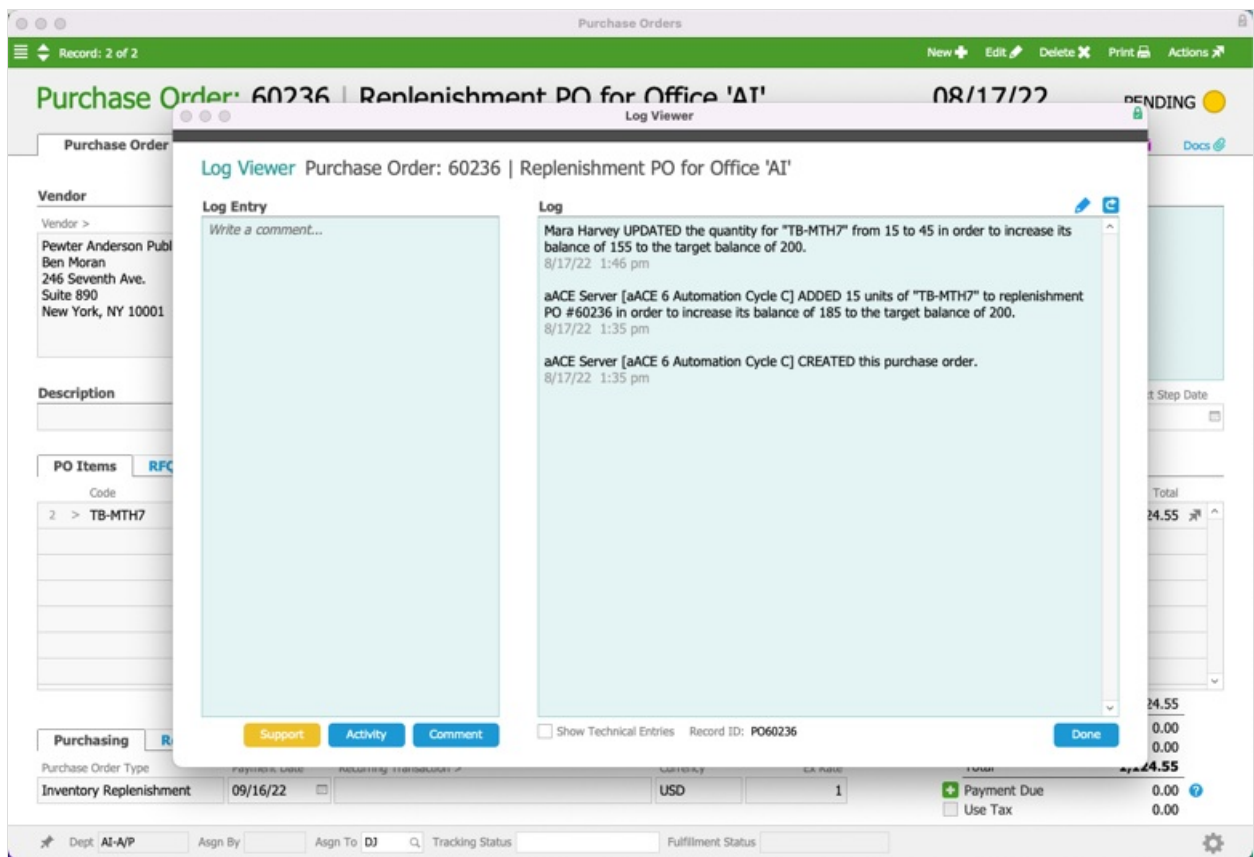 Purchase Orders
Record: 2 of 2
New Edit Delete Print Actions
Purchase Order: 60236 | Replenishment PO for Office 'AI' 08/17/22 PENDING
Log Viewer
Purchase Order
Docs
Log Viewer Purchase Order: 60236 | Replenishment PO for Office 'AI'
Vendor
Vendor >
Pewter Anderson Publ
Ben Moran
246 Seventh Ave.
Suite 890
New York, NY 10001
Log Entry
Write a comment...
Log
Mara Harvey UPDATED the quantity for "TB-MTH7" from 15 to 45 in order to increase its
balance of 155 to the target balance of 200.
8/17/22 1:46 pm
aACE Server [aACE 6 Automation Cycle C] ADDED 15 units of "TB-MTH7" to replenishment
PO #60236 in order to increase its balance of 185 to the target balance of 200.
8/17/22 1:35 pm
aACE Server [aACE 6 Automation Cycle C] CREATED this purchase order.
8/17/22 1:35 pm
Description
t Step Date
PO Items RFQ
Code
Total
2 > TB-MTH7
24.55
Support Activity Comment
Show Technical Entries Record ID: PO60236
Done
24.55
0.00
0.00
Total 1,124.55
Purchasing
Purchase Order Type Payment Date Recurring Transaction > Currency Ex Rate
Inventory Replenishment 09/16/22 USD 1
Payment Due 0.00
Use Tax 0.00
Dept AI-A/P Asgn By Asgn To DJ Tracking Status Fulfillment Status